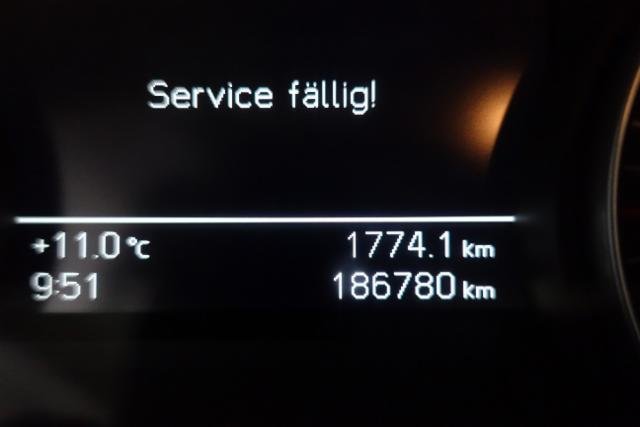 Service fällig!
+11.0 °C 1774.1 km
9:51 186780 km